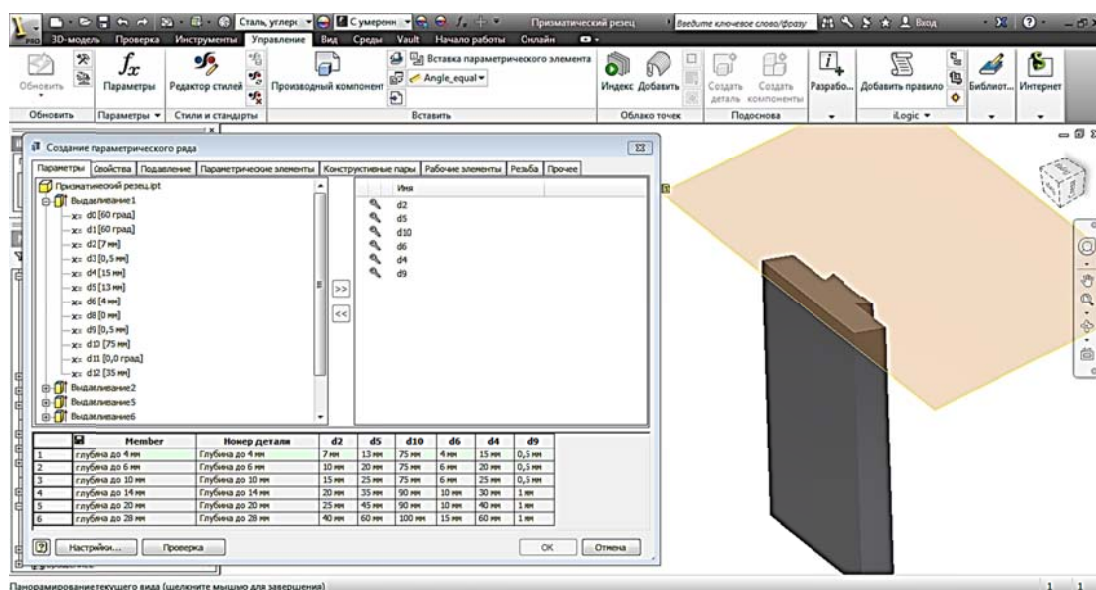 Сталь, углерс
С умеренн
Призматический резец
Введите ключевое слово/фразу
Вход
PRO
3D-модель Проверка Инструменты Управление Вид Среды Vault Начало работы Онлайн
Вставка параметрического элемента
Angle_equal
Обновить
Параметры
Редактор стилей
Производный компонент
Индекс Добавить
Создать деталь
Создать компоненты
Разрабо...
Добавить правило
Библиот...
Интернет
Обновить Параметры Стили и стандарты Вставить Облако точек Подоснова iLogic
Создание параметрического ряда
Параметры Свойства Подавление Параметрические элементы Конструктивные пары Рабочие элементы Резьба Прочее
Призматический резец.ipt
Выдавливание1
d0[60 град]
d1[60 град]
d2[7 мм]
d3[0,5 мм]
d4[15 мм]
d5[13 мм]
d6[4 мм]
d8[0 мм]
d9[0,5 мм]
d10 [75 мм]
d11 [0,0 град]
d12 [35 мм]
Выдавливание2
Выдавливание5
Выдавливание6
>>
<<
Имя
d2
d5
d10
d6
d4
d9
Member Номер детали d2 d5 d10 d6 d4 d9
1 глубина до 4 мм Глубина до 4 мм 7 мм 13 мм 75 мм 4 мм 15 мм 0,5 мм
2 глубина до 6 мм Глубина до 6 мм 10 мм 20 мм 75 мм 6 мм 20 мм 0,5 мм
3 глубина до 10 мм Глубина до 10 мм 15 мм 25 мм 75 мм 6 мм 25 мм 0,5 мм
4 глубина до 14 мм Глубина до 14 мм 20 мм 35 мм 90 мм 10 мм 30 мм 1 мм
5 глубина до 20 мм Глубина до 20 мм 25 мм 45 мм 90 мм 10 мм 40 мм 1 мм
6 глубина до 28 мм Глубина до 28 мм 40 мм 60 мм 100 мм 15 мм 60 мм 1 мм
Настройки... Проверка OK Отмена
Панорамированиетекущего вида (щелкните мышью для завершения) 1 1